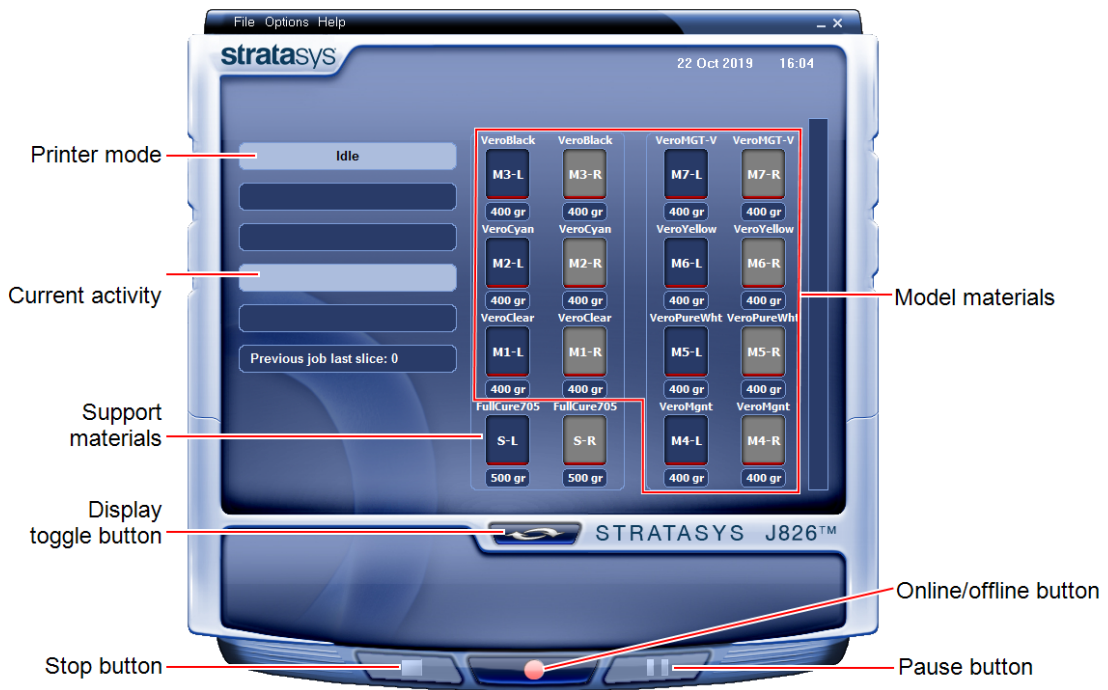 File Options Help
stratasys
22 Oct 2019 16:04
Printer mode
Idle
Current activity
Previous job last slice: 0
Support
materials
Display
toggle button
Stop button
VeroBlack VeroBlack VeroMGT-V VeroMGT-V
M3-L M3-R M7-L M7-R
400 gr 400 gr 400 gr 400 gr
VeroCyan VeroCyan VeroYellow VeroYellow
M2-L M2-R M6-L M6-R
400 gr 400 gr 400 gr 400 gr
VeroClear VeroClear VeroPureWht VeroPureWht
M1-L M1-R M5-L M5-R
400 gr 400 gr 400 gr 400 gr
FullCure705 FullCure705 VeroMgnt VeroMgnt
S-L S-R M4-L M4-R
500 gr 500 gr 400 gr 400 gr
Model materials
STRATASYS J826™
Online/offline button
Pause button